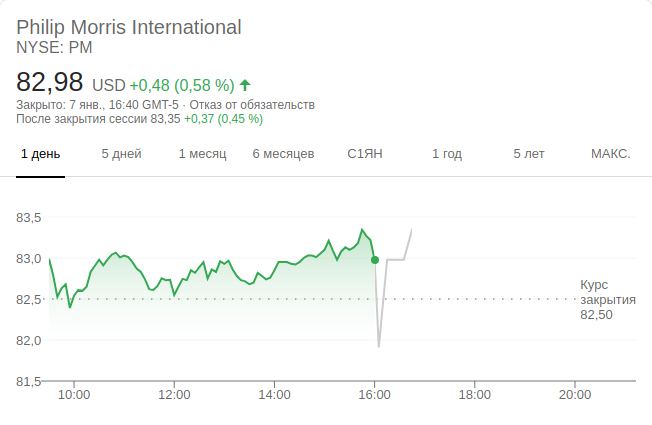 Philip Morris International
NYSE: PM
82,98 USD +0,48 (0,58 %)
Закрыто: 7 янв., 16:40 GMT-5 · Отказ от обязательств
После закрытия сессии 83,35 +0,37 (0,45 %)
1 день 5 дней 1 месяц 6 месяцев С1ЯН 1 год 5 лет МАКС.
83,5
83,0
82,5
82,0
81,5
Курс
закрытия
82,50
10:00 12:00 14:00 16:00 18:00 20:00